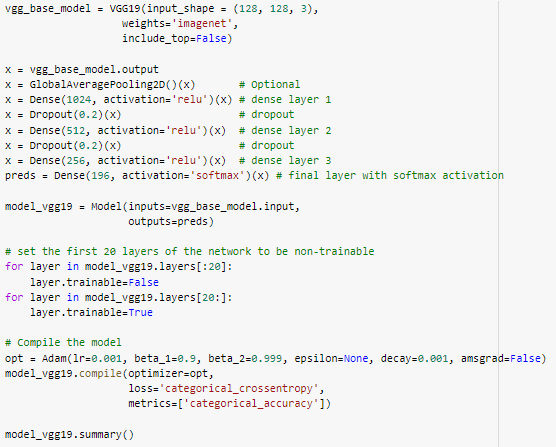 vgg_base_model = VGG19(input_shape = (128, 128, 3),
                       weights='imagenet',
                       include_top=False)

x = vgg_base_model.output
x = GlobalAveragePooling2D()(x)       # Optional
x = Dense(1024, activation='relu')(x) # dense layer 1
x = Dropout(0.2)(x)                   # dropout
x = Dense(512, activation='relu')(x)  # dense layer 2
x = Dropout(0.2)(x)                   # dropout
x = Dense(256, activation='relu')(x)  # dense layer 3
preds = Dense(196, activation='softmax')(x) # final layer with softmax activation

model_vgg19 = Model(inputs=vgg_base_model.input,
                    outputs=preds)

# set the first 20 layers of the network to be non-trainable
for layer in model_vgg19.layers[:20]:
    layer.trainable=False
for layer in model_vgg19.layers[20:]:
    layer.trainable=True

# Compile the model
opt = Adam(lr=0.001, beta_1=0.9, beta_2=0.999, epsilon=None, decay=0.001, amsgrad=False)
model_vgg19.compile(optimizer=opt,
                    loss='categorical_crossentropy',
                    metrics=['categorical_accuracy'])

model_vgg19.summary()